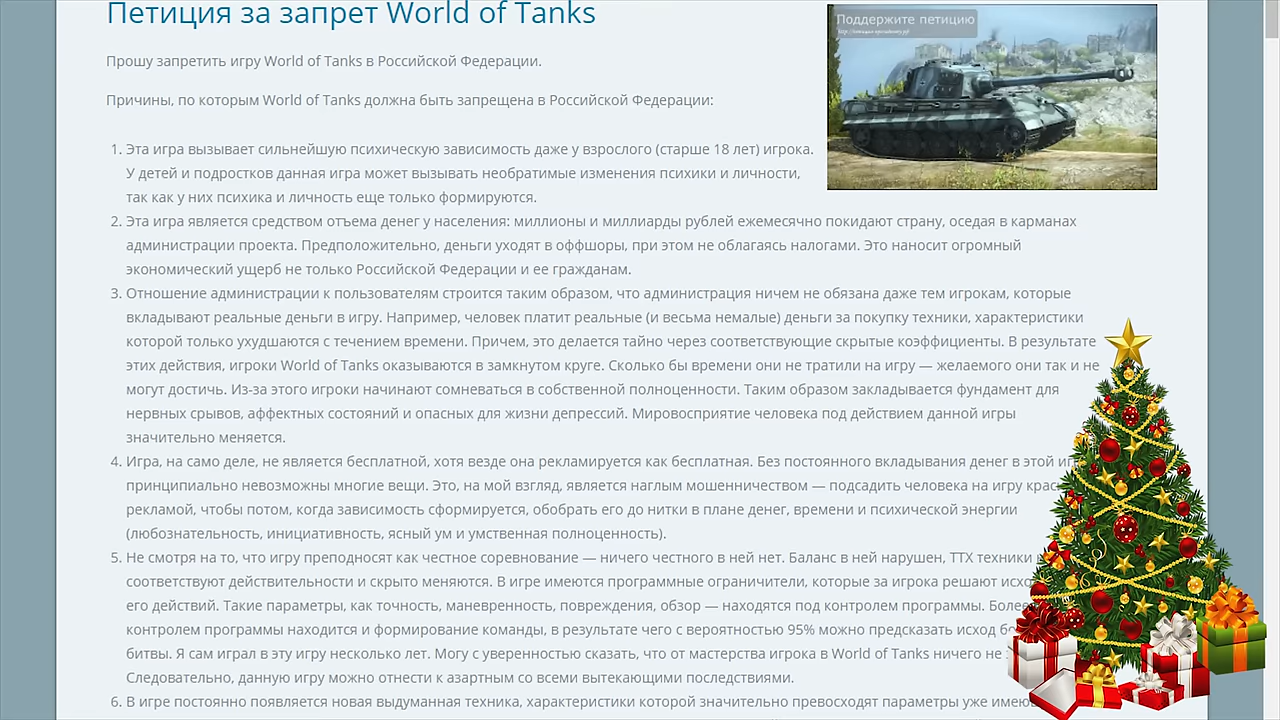 Петиция за запрет World of Tanks
Поддержите петицию
Прошу запретить игру World of Tanks в Российской Федерации.
Причины, по которым World of Tanks должна быть запрещена в Российской Федерации:
1. Эта игра вызывает сильнейшую психическую зависимость даже у взрослого (старше 18 лет) игрока.
У детей и подростков данная игра может вызывать необратимые изменения психики и личности,
так как у них психика и личность еще только формируются.
2. Эта игра является средством отъема денег у населения: миллионы и миллиарды рублей ежемесячно покидают страну, оседая в карманах
администрации проекта. Предположительно, деньги уходят в оффшоры, при этом не облагаясь налогами. Это наносит огромный
экономический ущерб не только Российской Федерации и ее гражданам.
3. Отношение администрации к пользователям строится таким образом, что администрация ничем не обязана даже тем игрокам, которые
вкладывают реальные деньги в игру. Например, человек платит реальные (и весьма немалые) деньги за покупку техники, характеристики
которой только ухудшаются с течением времени. Причем, это делается тайно через соответствующие скрытые коэффициенты. В результате
этих действия, игроки World of Tanks оказываются в замкнутом круге. Сколько бы времени они не тратили на игру — желаемого они так и не
могут достичь. Из-за этого игроки начинают сомневаться в собственной полноценности. Таким образом закладывается фундамент для
нервных срывов, аффектных состояний и опасных для жизни депрессий. Мировосприятие человека под действием данной игры
значительно меняется.
4. Игра, на само деле, не является бесплатной, хотя везде она рекламируется как бесплатная. Без постоянного вкладывания денег в этой
принципиально невозможны многие вещи. Это, на мой взгляд, является наглым мошенничеством — подсадить человека на игру
рекламой, чтобы потом, когда зависимость сформируется, обобрать его до нитки в плане денег, времени и психической энергии
(любознательность, инициативность, ясный ум и умственная полноценность).
5. Не смотря на то, что игру преподносят как честное соревнование — ничего честного в ней нет. Баланс в ней нарушен, ТТХ техники
соответствуют действительности и скрыто меняются. В игре имеются программные ограничители, которые за игрока решают
его действий. Такие параметры, как точность, маневренность, повреждения, обзор — находятся под контролем программы.
контролем программы находится и формирование команды, в результате чего с вероятностью 95% можно предсказать исход
битвы. Я сам играл в эту игру несколько лет. Могу с уверенностью сказать, что от мастерства игрока в World of Tanks ничего не
Следовательно, данную игру можно отнести к азартным со всеми вытекающими последствиями.
6. В игре постоянно появляется новая выдуманная техника, характеристики которой значительно превосходят параметры уже